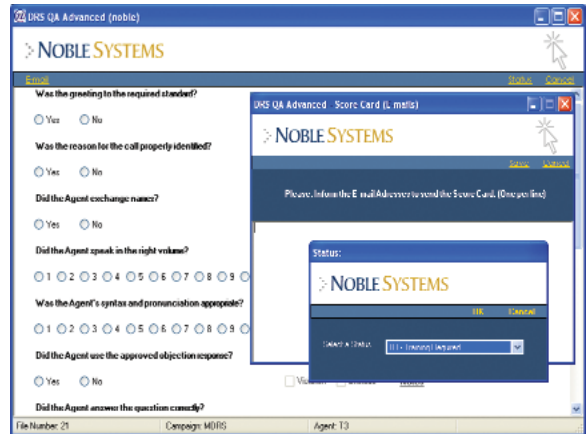 DRS QA Advanced (noble)
NOBLE SYSTEMS
Email
Status Cancel
Was the greeting to the required standard?
Yes No
Was the reason for the call properly identified?
Yes No
Did the Agent exchange names?
Yes No
Did the Agent speak in the right volume?
1 2 3 4 5 6 7 8 9
Was the Agent's syntax and pronunciation appropriate?
1 2 3 4 5 6 7 8 9
Did the Agent use the approved objection response?
Yes No
Did the Agent answer the question correctly?
File Number: 21 Campaign: MDRS Agent: T3
DRS QA Advanced - Score Card (E-mails)
NOBLE SYSTEMS
Save Cancel
Please, Inform the E-mail Adresses to send the Score Card. (One per line)
Status:
NOBLE SYSTEMS
OK Cancel
Select a Status
Training Required